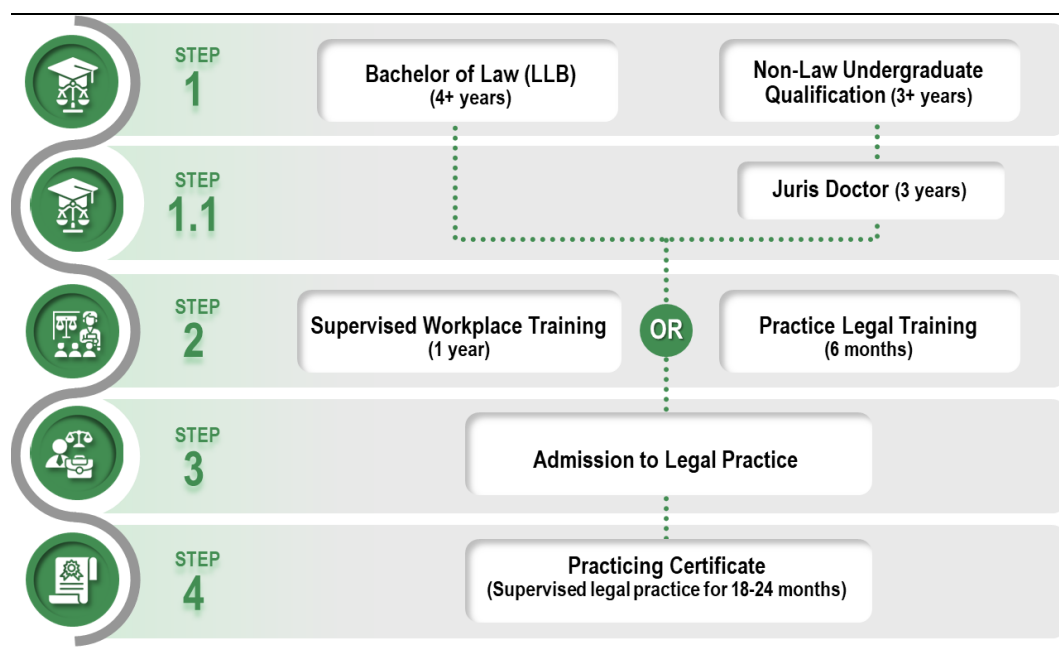 STEP
1
Bachelor of Law (LLB)
(4+ years)
Non-Law Undergraduate
Qualification (3+ years)
STEP
1.1
Juris Doctor (3 years)
STEP
2
Supervised Workplace Training
(1 year)
OR
Practice Legal Training
(6 months)
STEP
3
Admission to Legal Practice
STEP
4
Practicing Certificate
(Supervised legal practice for 18-24 months)